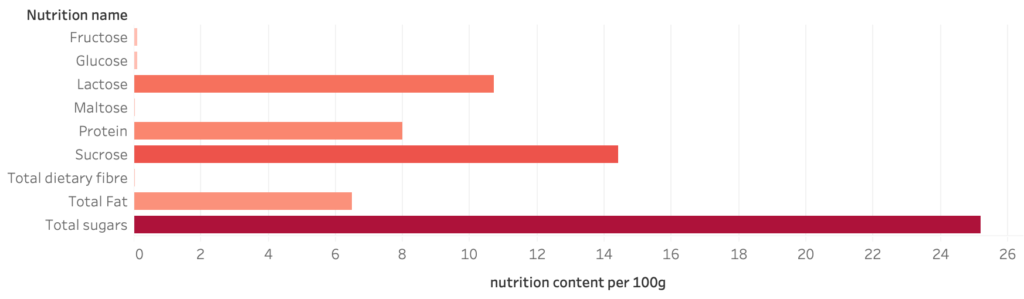 Nutrition name
Fructose
Glucose
Lactose
Maltose
Protein
Sucrose
Total dietary fibre
Total Fat
Total sugars
0 2 4 6 8 10 12 14 16 18 20 22 24 26
nutrition content per 100g